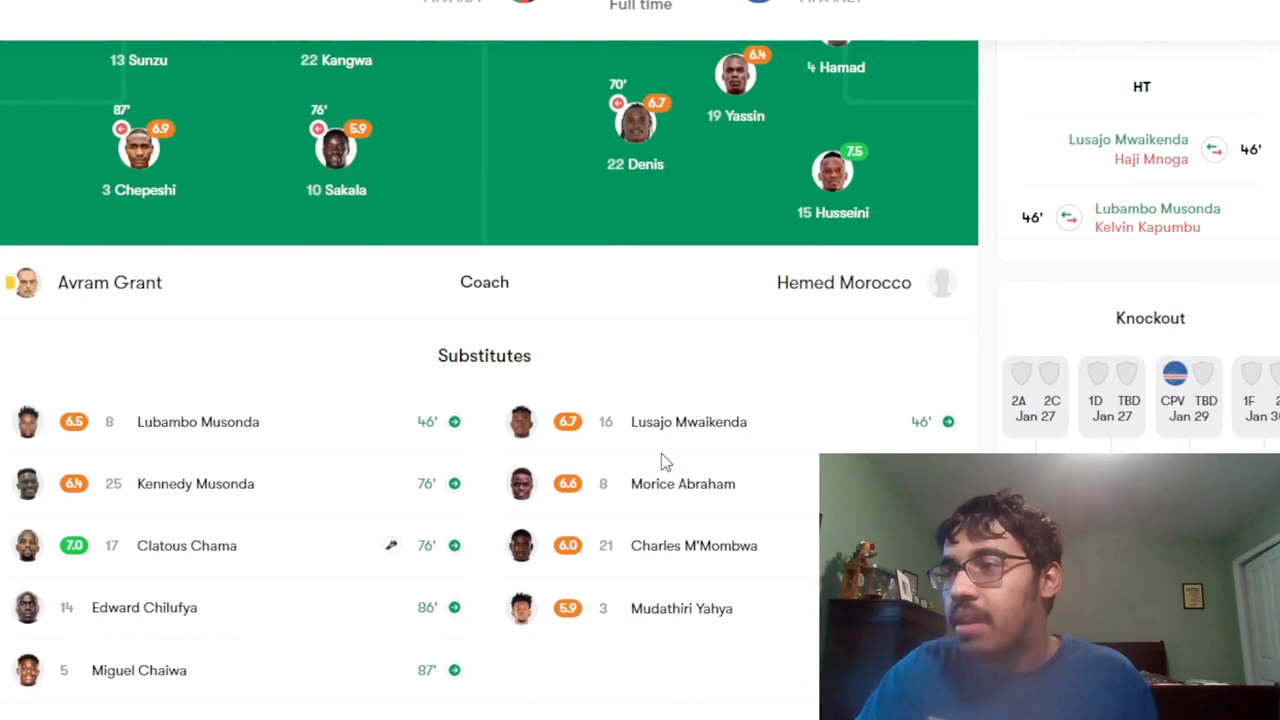 Full time
13 Sunzu
22 Kangwa
6.4
4 Hamad
87'
6.9
76'
5.9
70'
6.7
19 Yassin
3 Chepeshi
10 Sakala
22 Denis
7.5
15 Husseini
HT
Lusajo Mwaikenda
Haji Mnoga
46'
46'
Lubambo Musonda
Kelvin Kapumbu
Avram Grant
Coach
Hemed Morocco
Knockout
Substitutes
2A 2C
Jan 27
1D TBD
Jan 27
CPV TBD
Jan 29
1F
Jan 30
6.5 8 Lubambo Musonda 46'
6.7 16 Lusajo Mwaikenda 46'
6.4 25 Kennedy Musonda 76'
6.6 8 Morice Abraham
7.0 17 Clatous Chama 76'
6.0 21 Charles M'Mombwa
14 Edward Chilufya 86'
5.9 3 Mudathiri Yahya
5 Miguel Chaiwa 87'